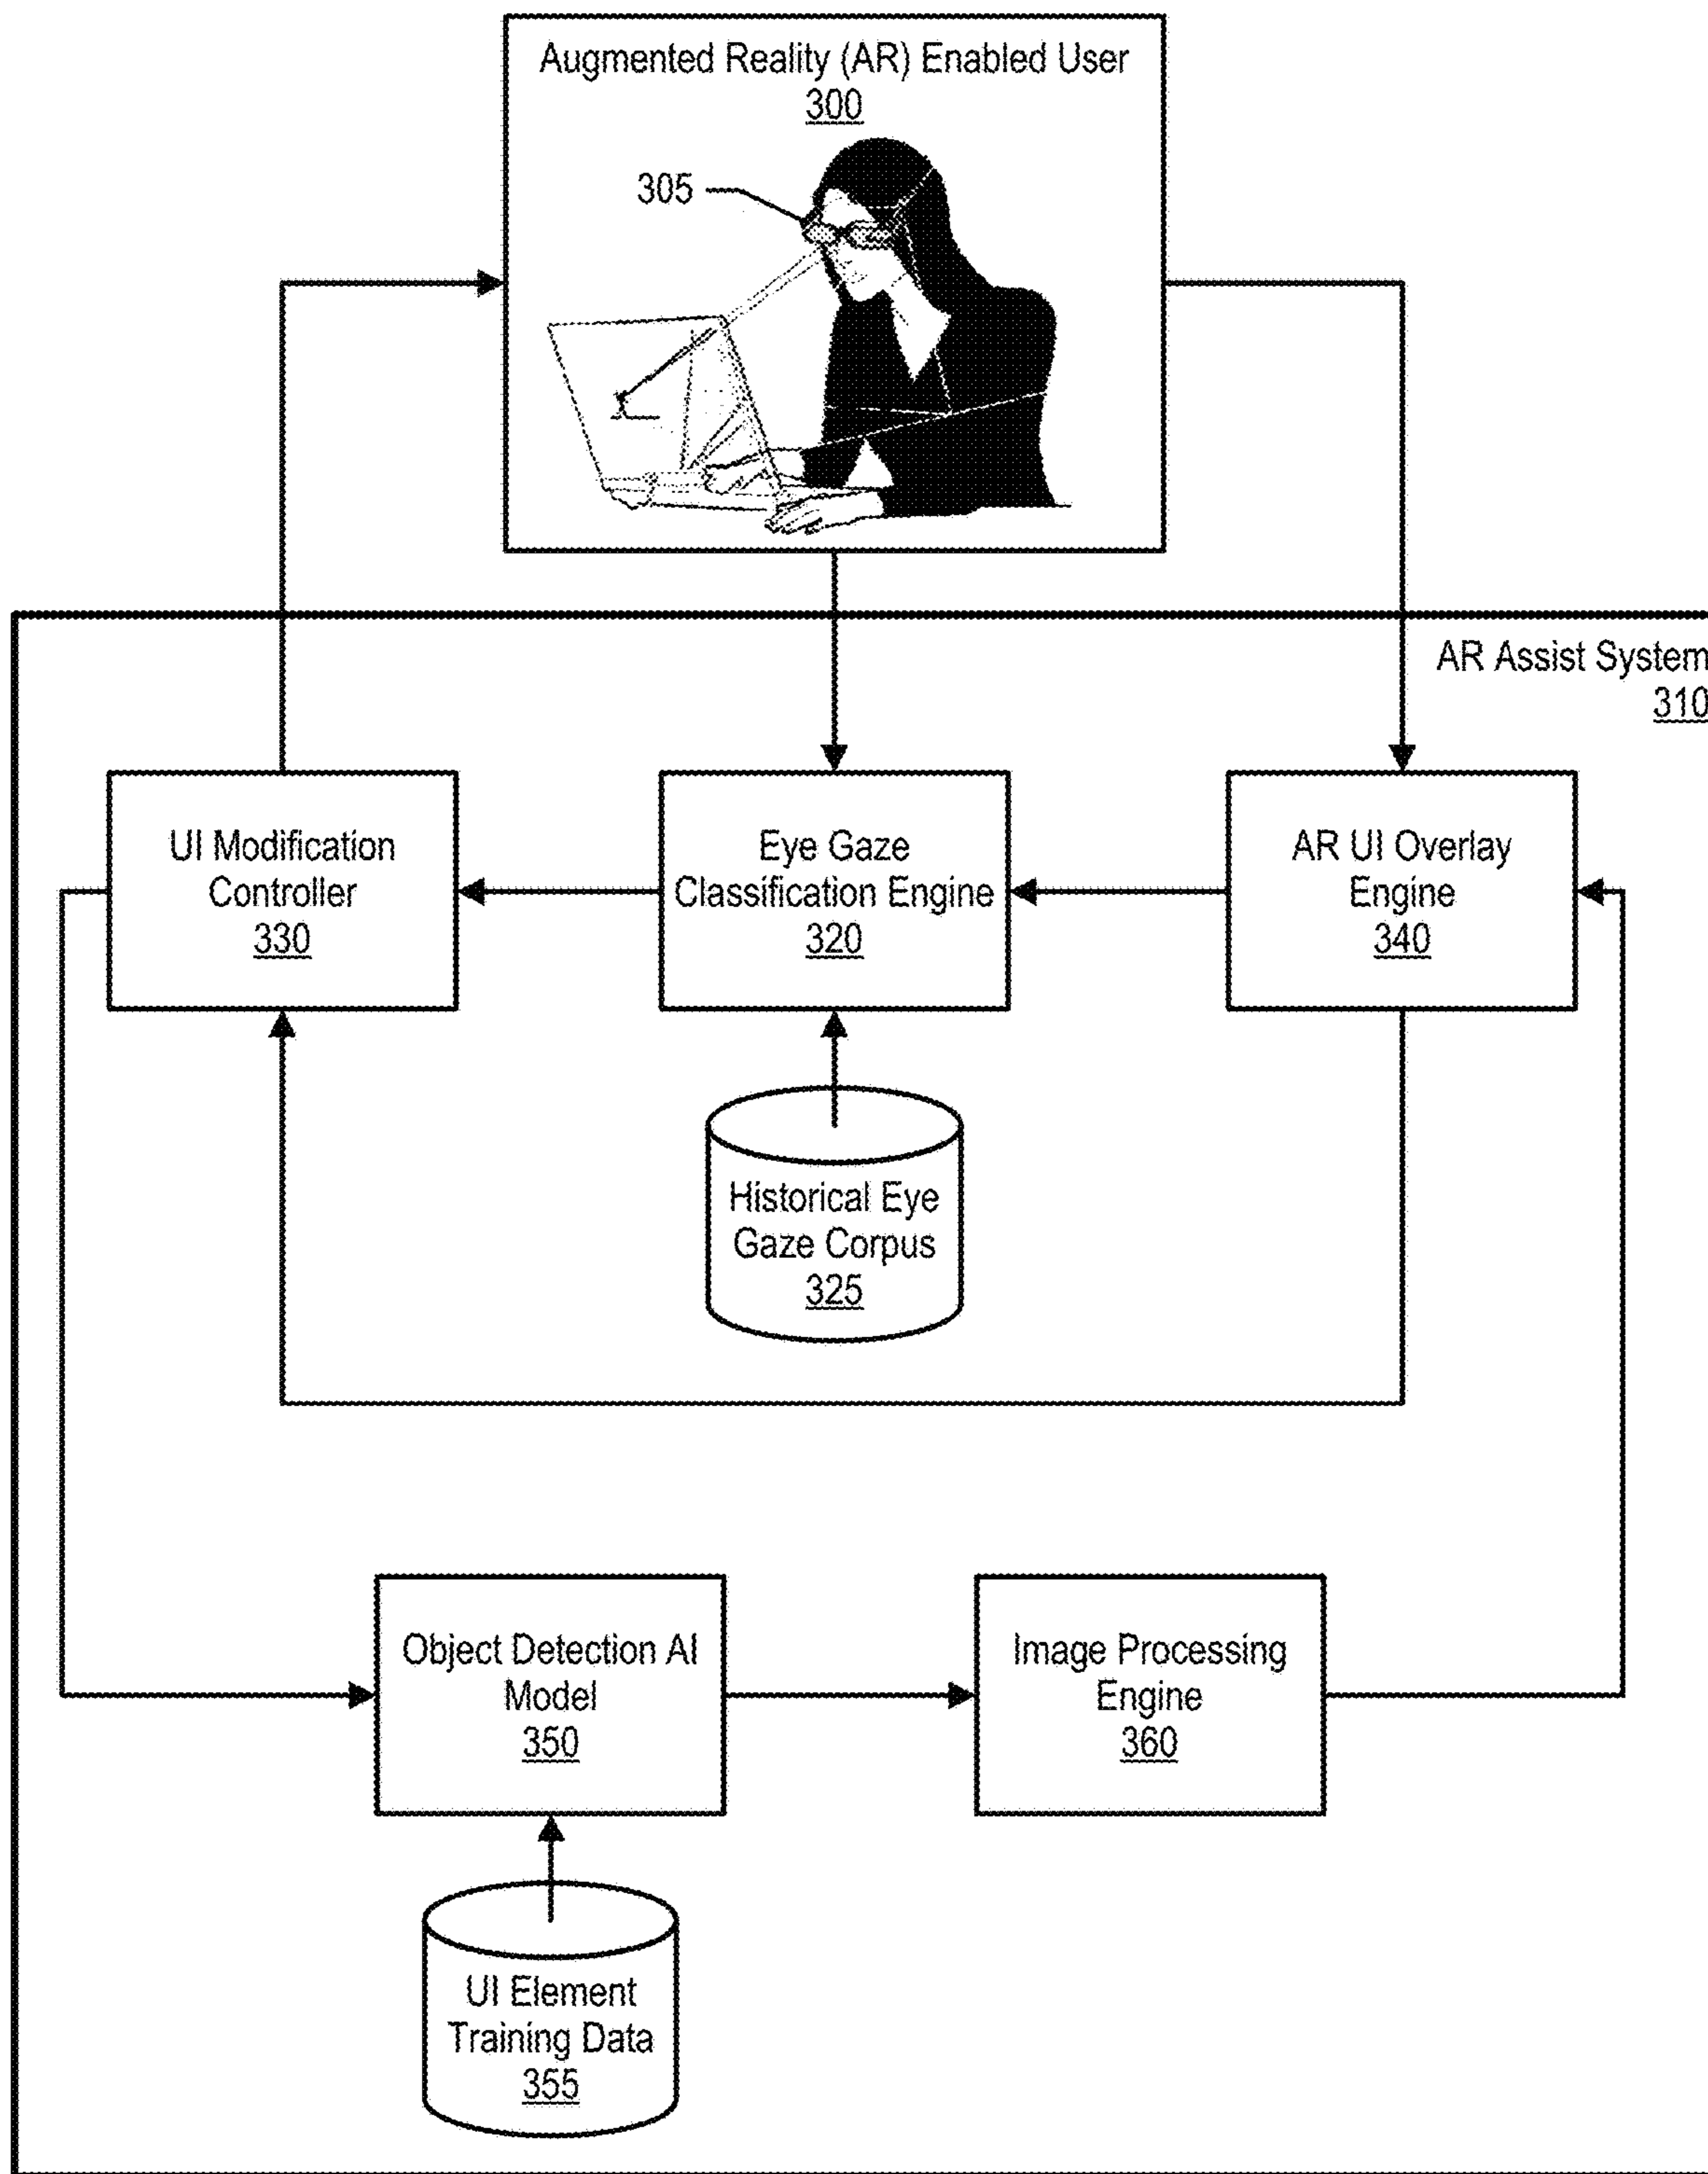 Augmented Reality (AR) Enabled User
300
305
AR Assist System
310
UI Modification
Controller
330
Eye Gaze
Classification Engine
320
AR UI Overlay
Engine
340
Historical Eye
Gaze Corpus
325
Object Detection AI
Model
350
Image Processing
Engine
360
UI Element
Training Data
355